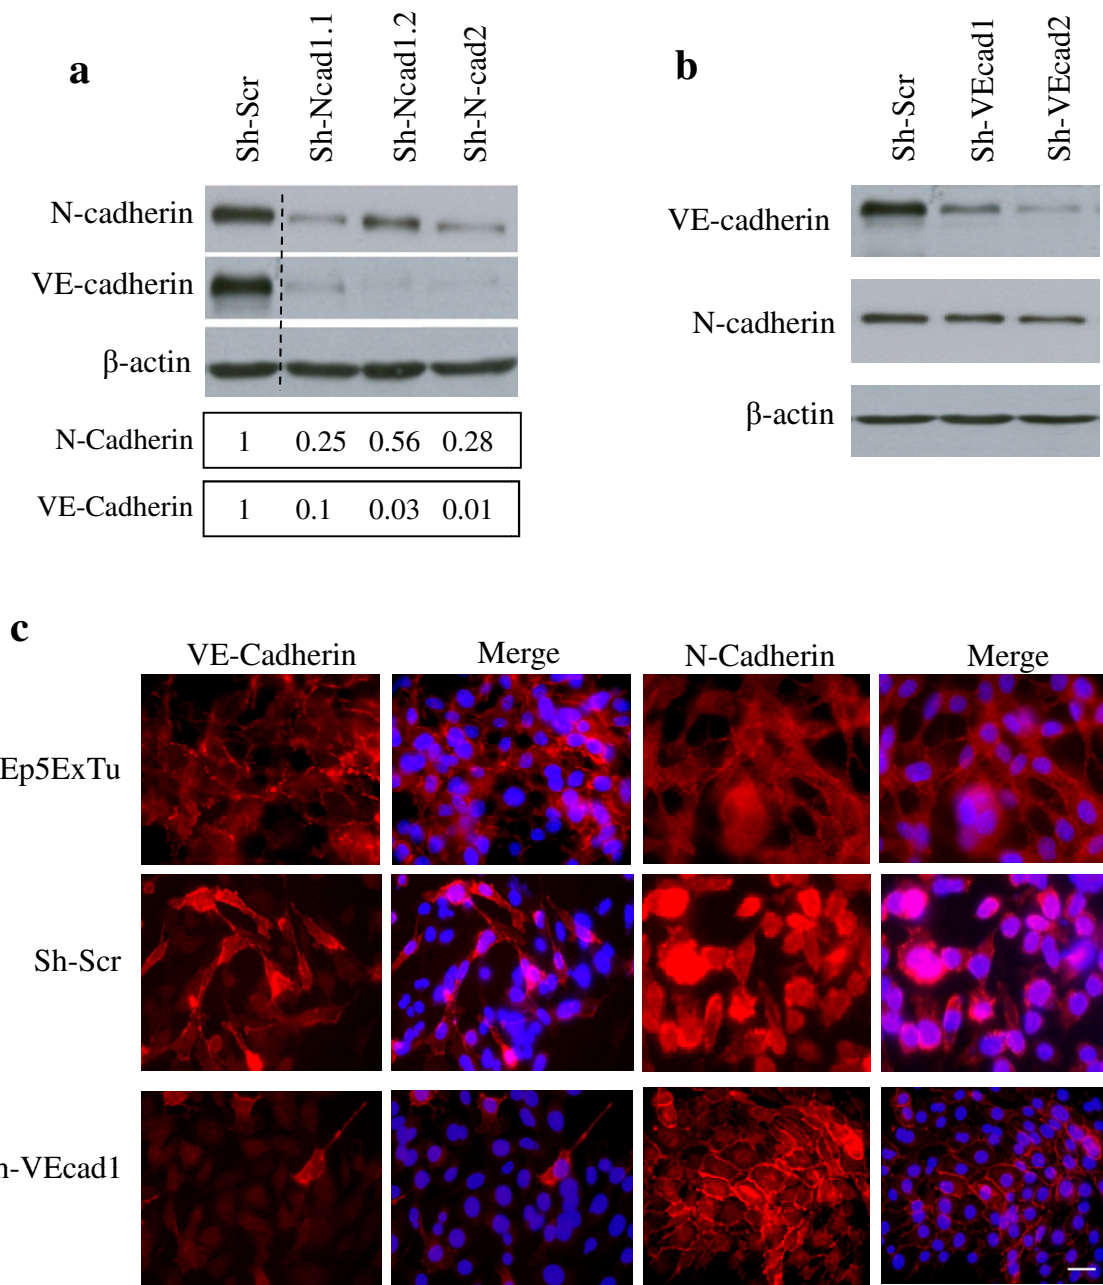 a
Sh-Scr
Sh-Ncad1.1
Sh-Ncad1.2
Sh-N-cad2
N-cadherin
VE-cadherin
β-actin
N-Cadherin 1 0.25 0.56 0.28
VE-Cadherin 1 0.1 0.03 0.01
b
Sh-Scr
Sh-VEcad1
Sh-VEcad2
VE-cadherin
N-cadherin
β-actin
c
VE-Cadherin Merge N-Cadherin Merge
Ep5ExTu
Sh-Scr
h-VEcad1